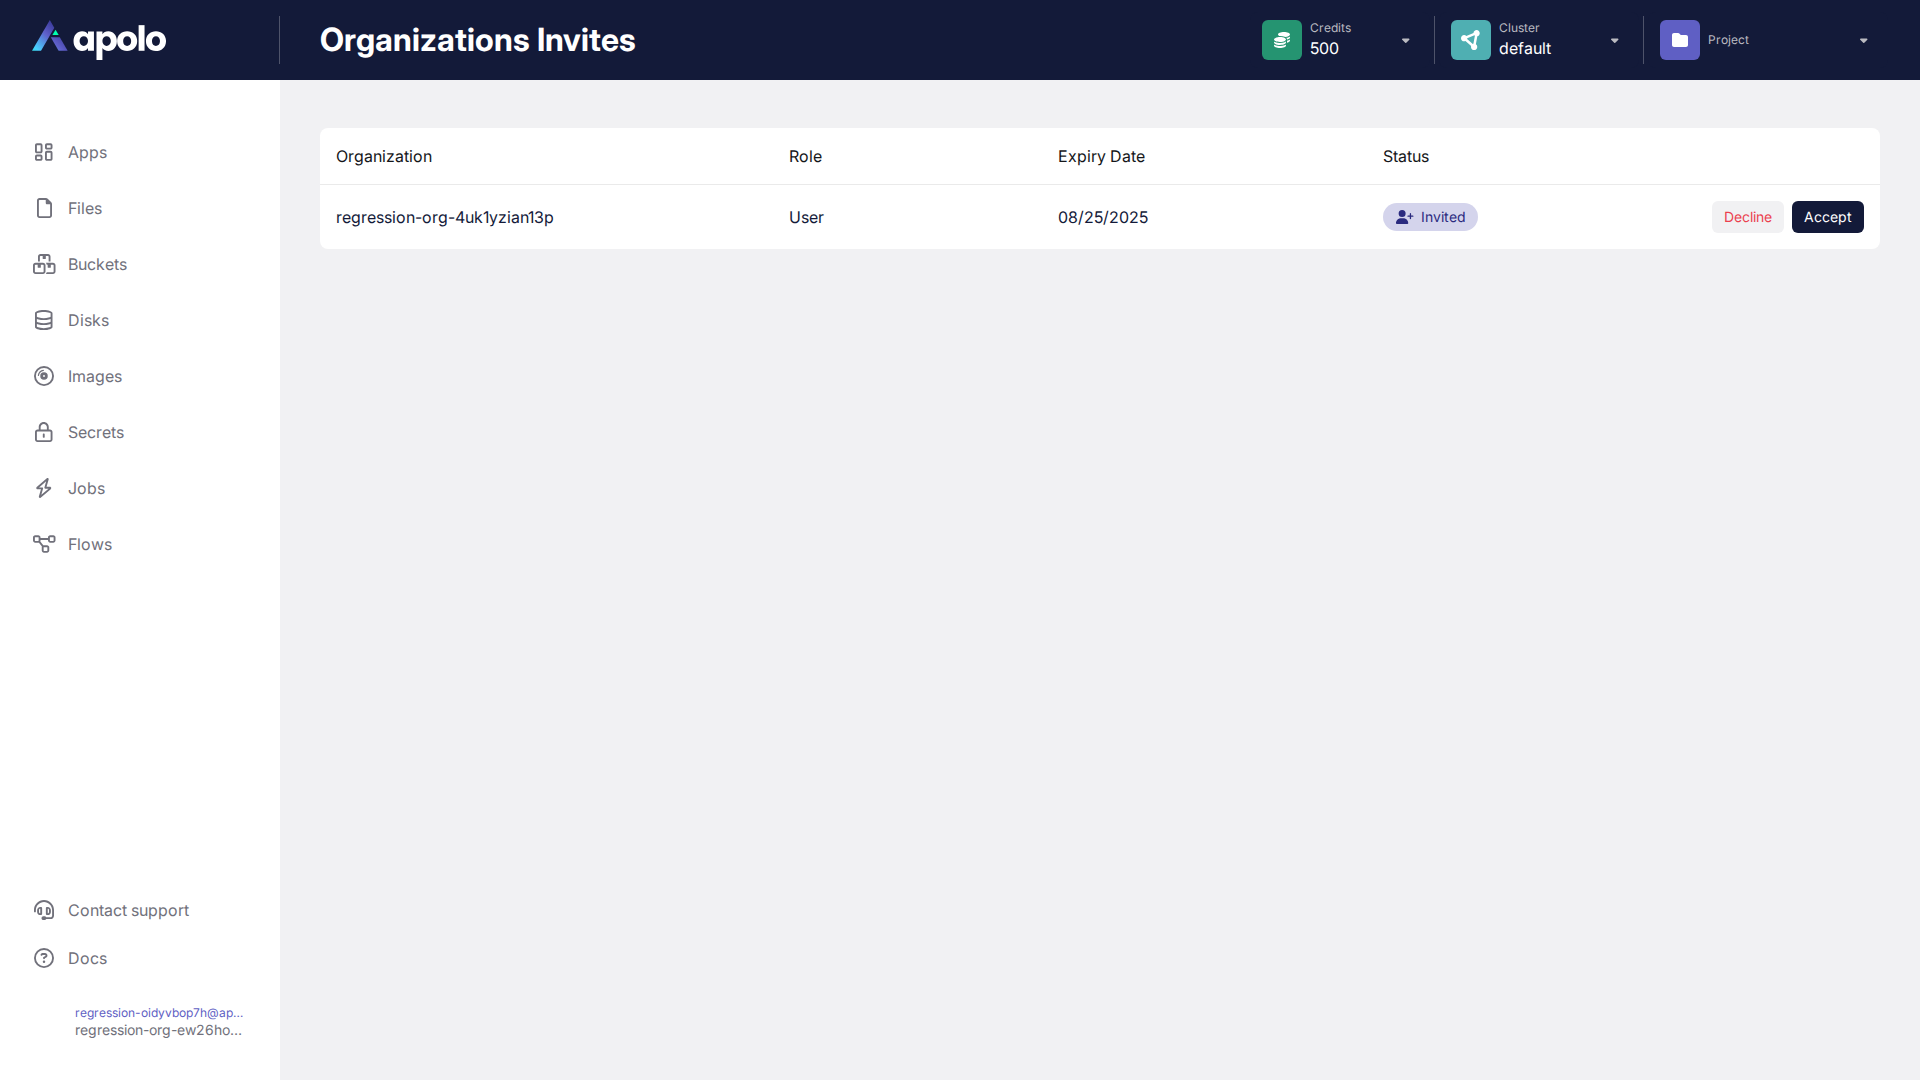 apolo
Organizations Invites
Credits
500
Cluster
default
Project
Apps
Files
Buckets
Disks
Images
Secrets
Jobs
Flows
Contact support
Docs
regression-oidyvbop7h@ap...
regression-org-ew26ho...
Organization Role Expiry Date Status
regression-org-4uk1yzian13p User 08/25/2025 Invited Decline Accept